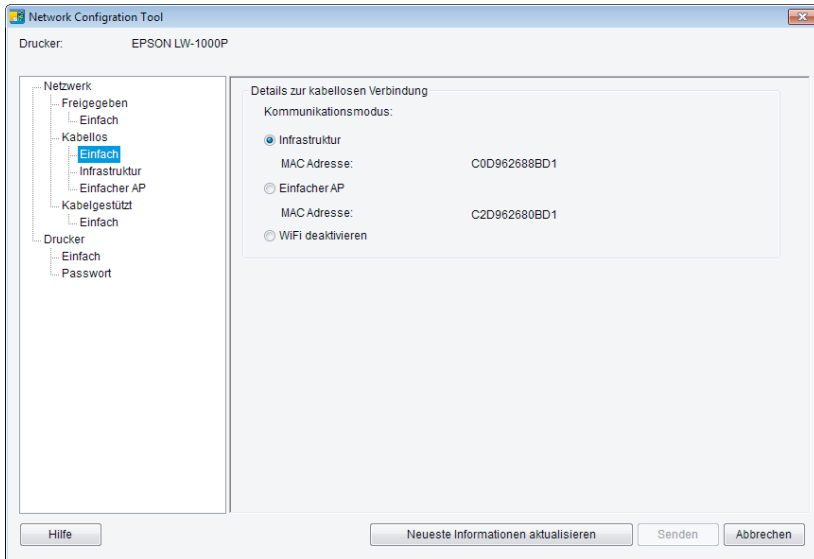 Network Configration Tool
Drucker: EPSON LW-1000P
Netzwerk
Freigegeben
Einfach
Kabellos
Einfach
Infrastruktur
Einfacher AP
Kabelgestützt
Einfach
Drucker
Einfach
Passwort
Details zur kabellosen Verbindung
Kommunikationsmodus:
Infrastruktur
MAC Adresse: C0D962688BD1
Einfacher AP
MAC Adresse: C2D962680BD1
WiFi deaktivieren
Hilfe
Neueste Informationen aktualisieren
Senden
Abbrechen